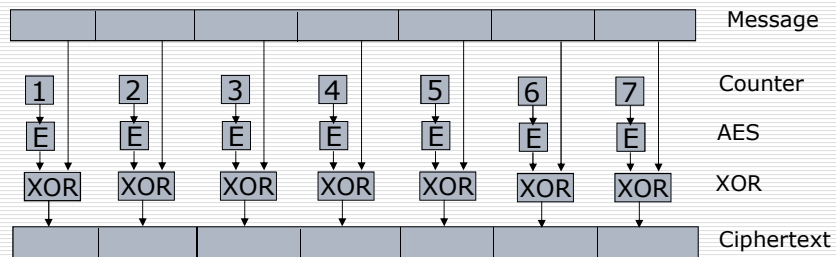 Message
1 2 3 4 5 6 7 Counter
E E E E E E E AES
XOR XOR XOR XOR XOR XOR XOR XOR
Ciphertext